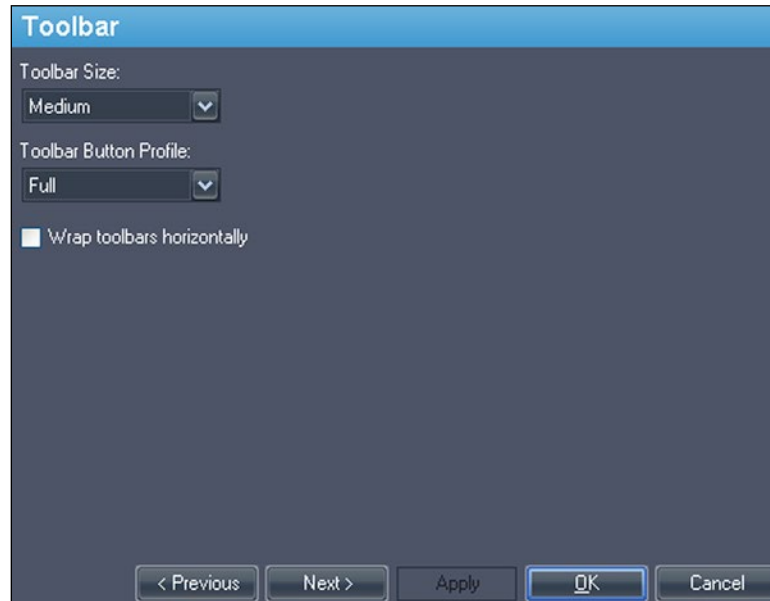 Toolbar
Toolbar Size:
Medium
Toolbar Button Profile:
Full
Wrap toolbars horizontally
< Previous Next > Apply OK Cancel